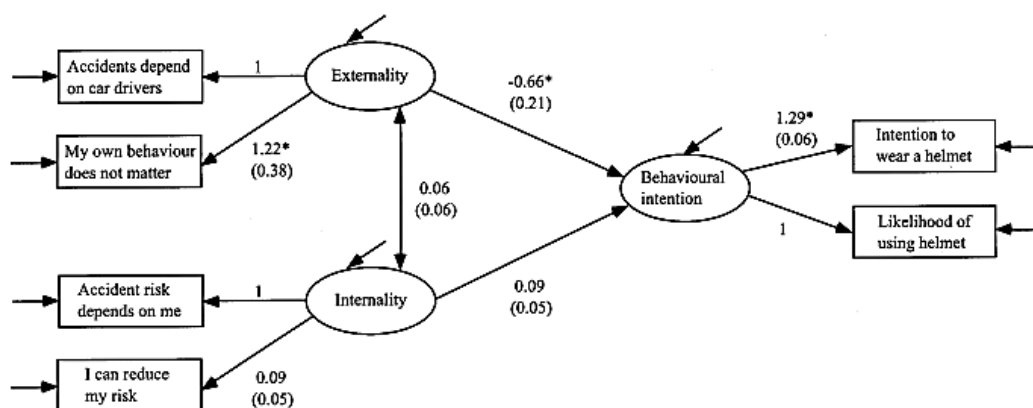 Accidents depend
on car drivers
1
Externality
-0.66*
(0.21)
My own behaviour
does not matter
1.22*
(0.38)
1.29*
(0.06)
Intention to
wear a helmet
0.06
(0.06)
Behavioural
intention
1
Likelihood of
using helmet
Accident risk
depends on me
1
Internality
0.09
(0.05)
I can reduce
my risk
0.09
(0.05)